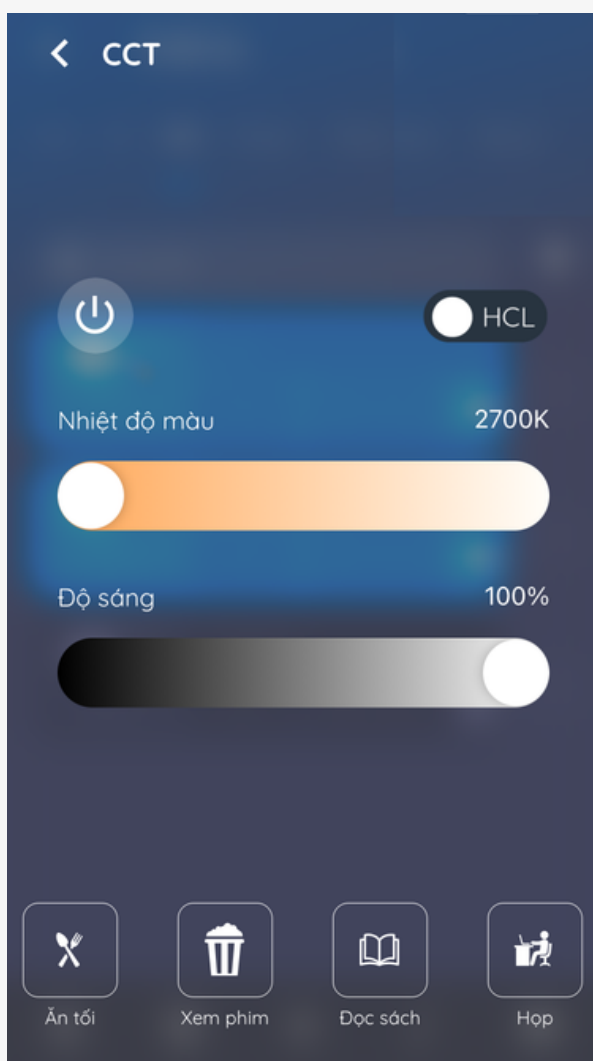 CCT
HCL
Nhiệt độ màu 2700K
Độ sáng 100%
Ăn tối Xem phim Đọc sách Họp